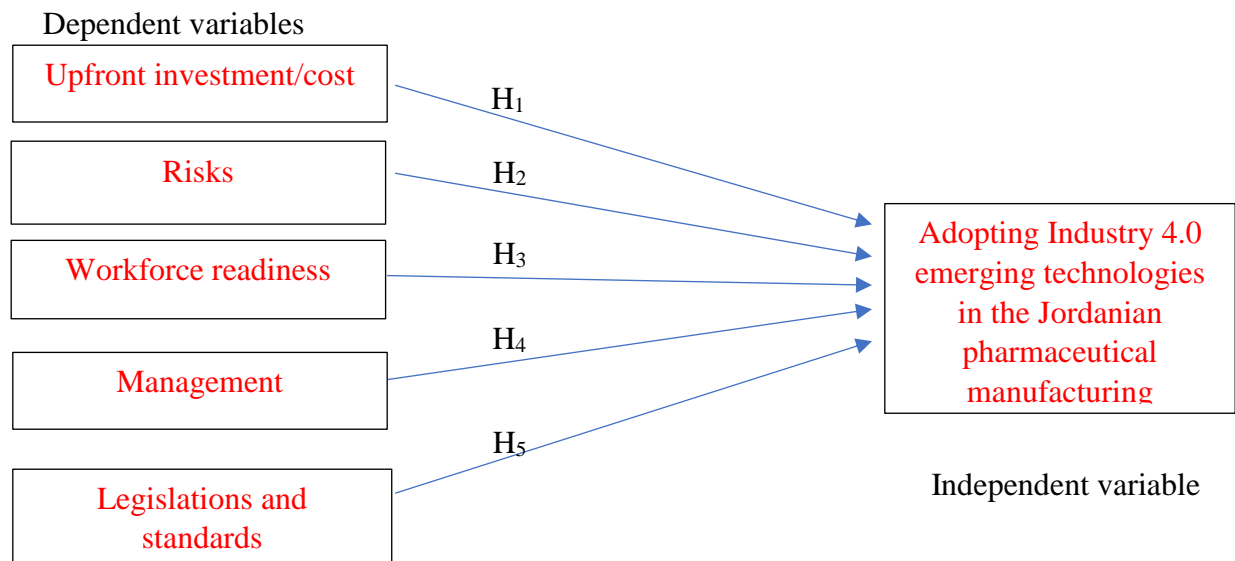 Dependent variables
Upfront investment/cost
H₁
Risks
H₂
Workforce readiness
H₃
Management
H₄
Legislations and
standards
H₅
Adopting Industry 4.0
emerging technologies
in the Jordanian
pharmaceutical
manufacturing
Independent variable